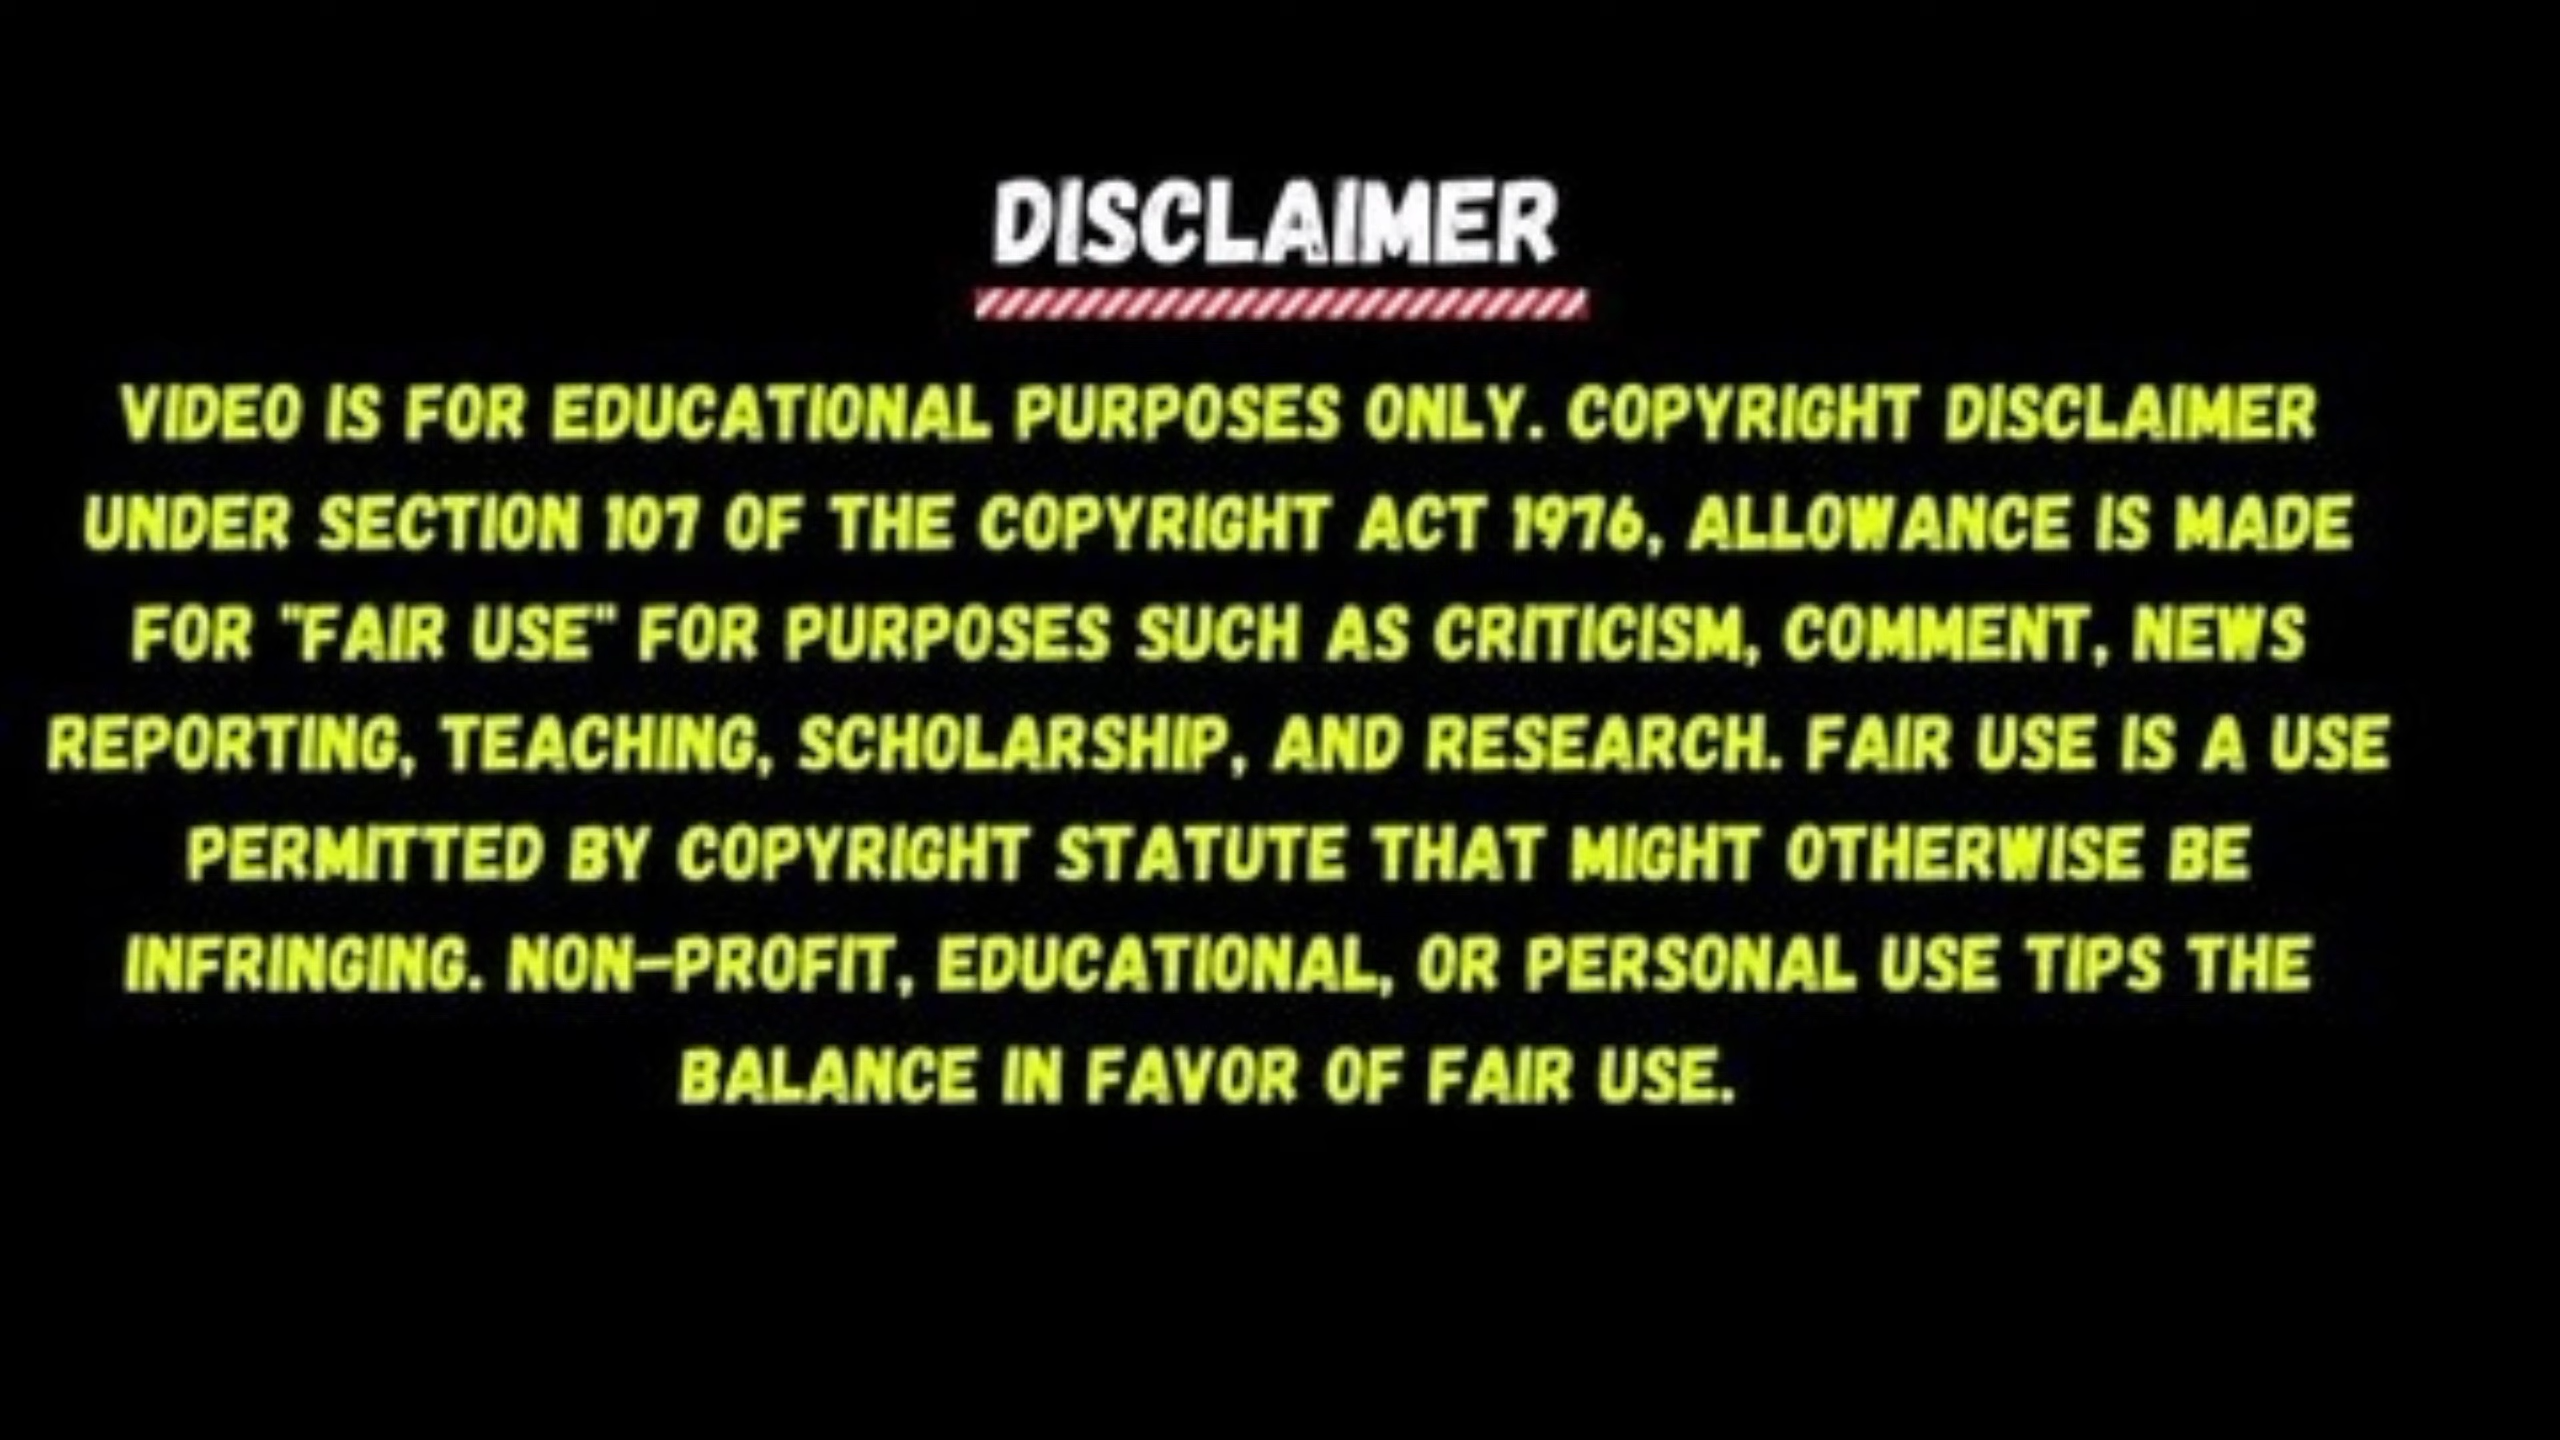 DISCLAIMER
VIDEO IS FOR EDUCATIONAL PURPOSES ONLY. COPYRIGHT DISCLAIMER
UNDER SECTION 107 OF THE COPYRIGHT ACT 1976, ALLOWANCE IS MADE
FOR "FAIR USE" FOR PURPOSES SUCH AS CRITICISM, COMMENT, NEWS
REPORTING, TEACHING, SCHOLARSHIP, AND RESEARCH. FAIR USE IS A USE
PERMITTED BY COPYRIGHT STATUTE THAT MIGHT OTHERWISE BE
INFRINGING. NON-PROFIT, EDUCATIONAL, OR PERSONAL USE TIPS THE
BALANCE IN FAVOR OF FAIR USE.